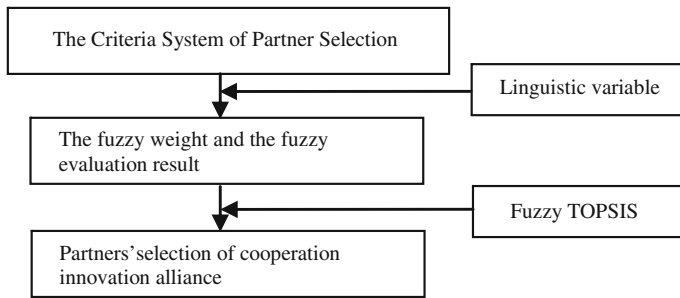 The Criteria System of Partner Selection
Linguistic variable
The fuzzy weight and the fuzzy
evaluation result
Fuzzy TOPSIS
Partners’selection of cooperation
innovation alliance